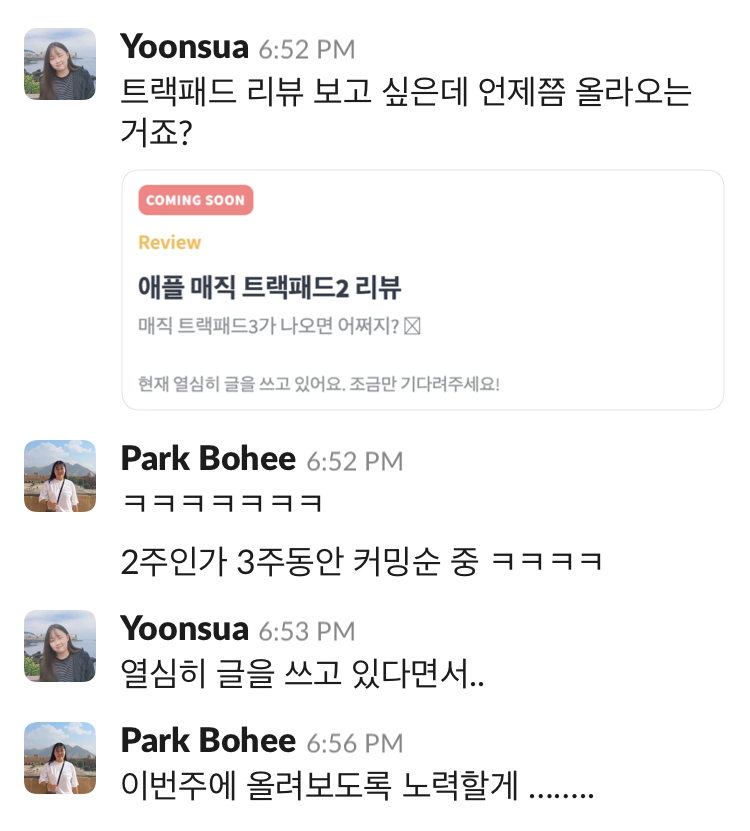 Yoonsua 6:52 PM
트랙패드 리뷰 보고 싶은데 언제쯤 올라오는
거죠?
COMING SOON
Review
애플 매직 트랙패드2 리뷰
매직 트랙패드3가 나오면 어쩌지?
현재 열심히 글을 쓰고 있어요. 조금만 기다려주세요!
Park Bohee 6:52 PM
ㅋㅋㅋㅋㅋㅋㅋ
2주인가 3주동안 커밍순 중 ㅋㅋㅋㅋ
Yoonsua 6:53 PM
열심히 글을 쓰고 있다면서..
Park Bohee 6:56 PM
이번주에 올려보도록 노력할게 ........